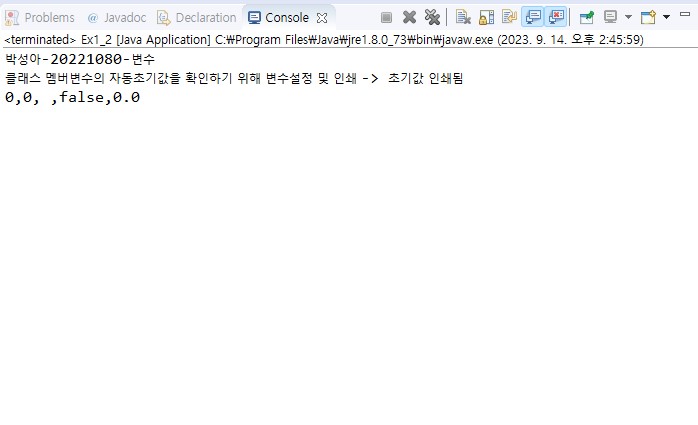 Problems @ Javadoc Declaration Console
<terminated> Ex1_2 [Java Application] C:₩Program Files₩Java₩jre1.8.0_73₩bin₩javaw.exe (2023. 9. 14. 오후 2:45:59)
박성아-20221080-변수
클래스 멤버변수의 자동초기값을 확인하기 위해 변수설정 및 인쇄 -> 초기값 인쇄됨
0,0, ,false,0.0